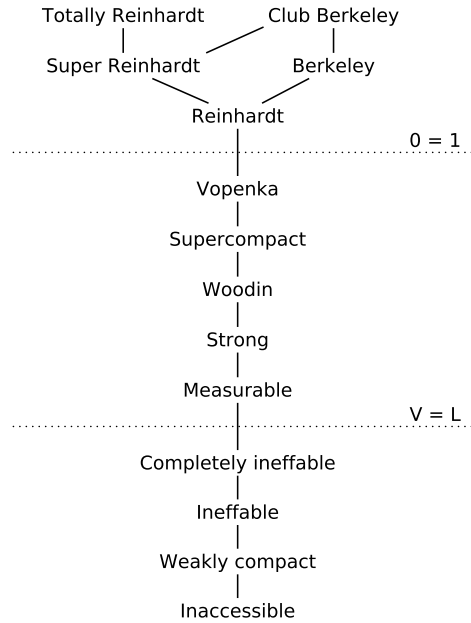 Totally Reinhardt
Club Berkeley
Super Reinhardt
Berkeley
Reinhardt
0 = 1
Vopenka
Supercompact
Woodin
Strong
Measurable
V = L
Completely ineffable
Ineffable
Weakly compact
Inaccessible